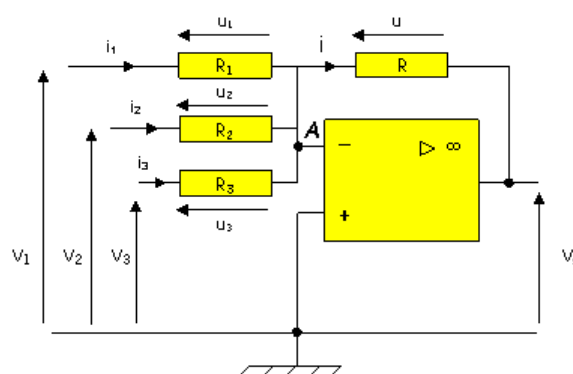 u₁ u
i₁ R₁ i R
u₂
i₂ R₂ A − ▷ ∞
i₃ R₃ +
u₃
V₁ V₂ V₃